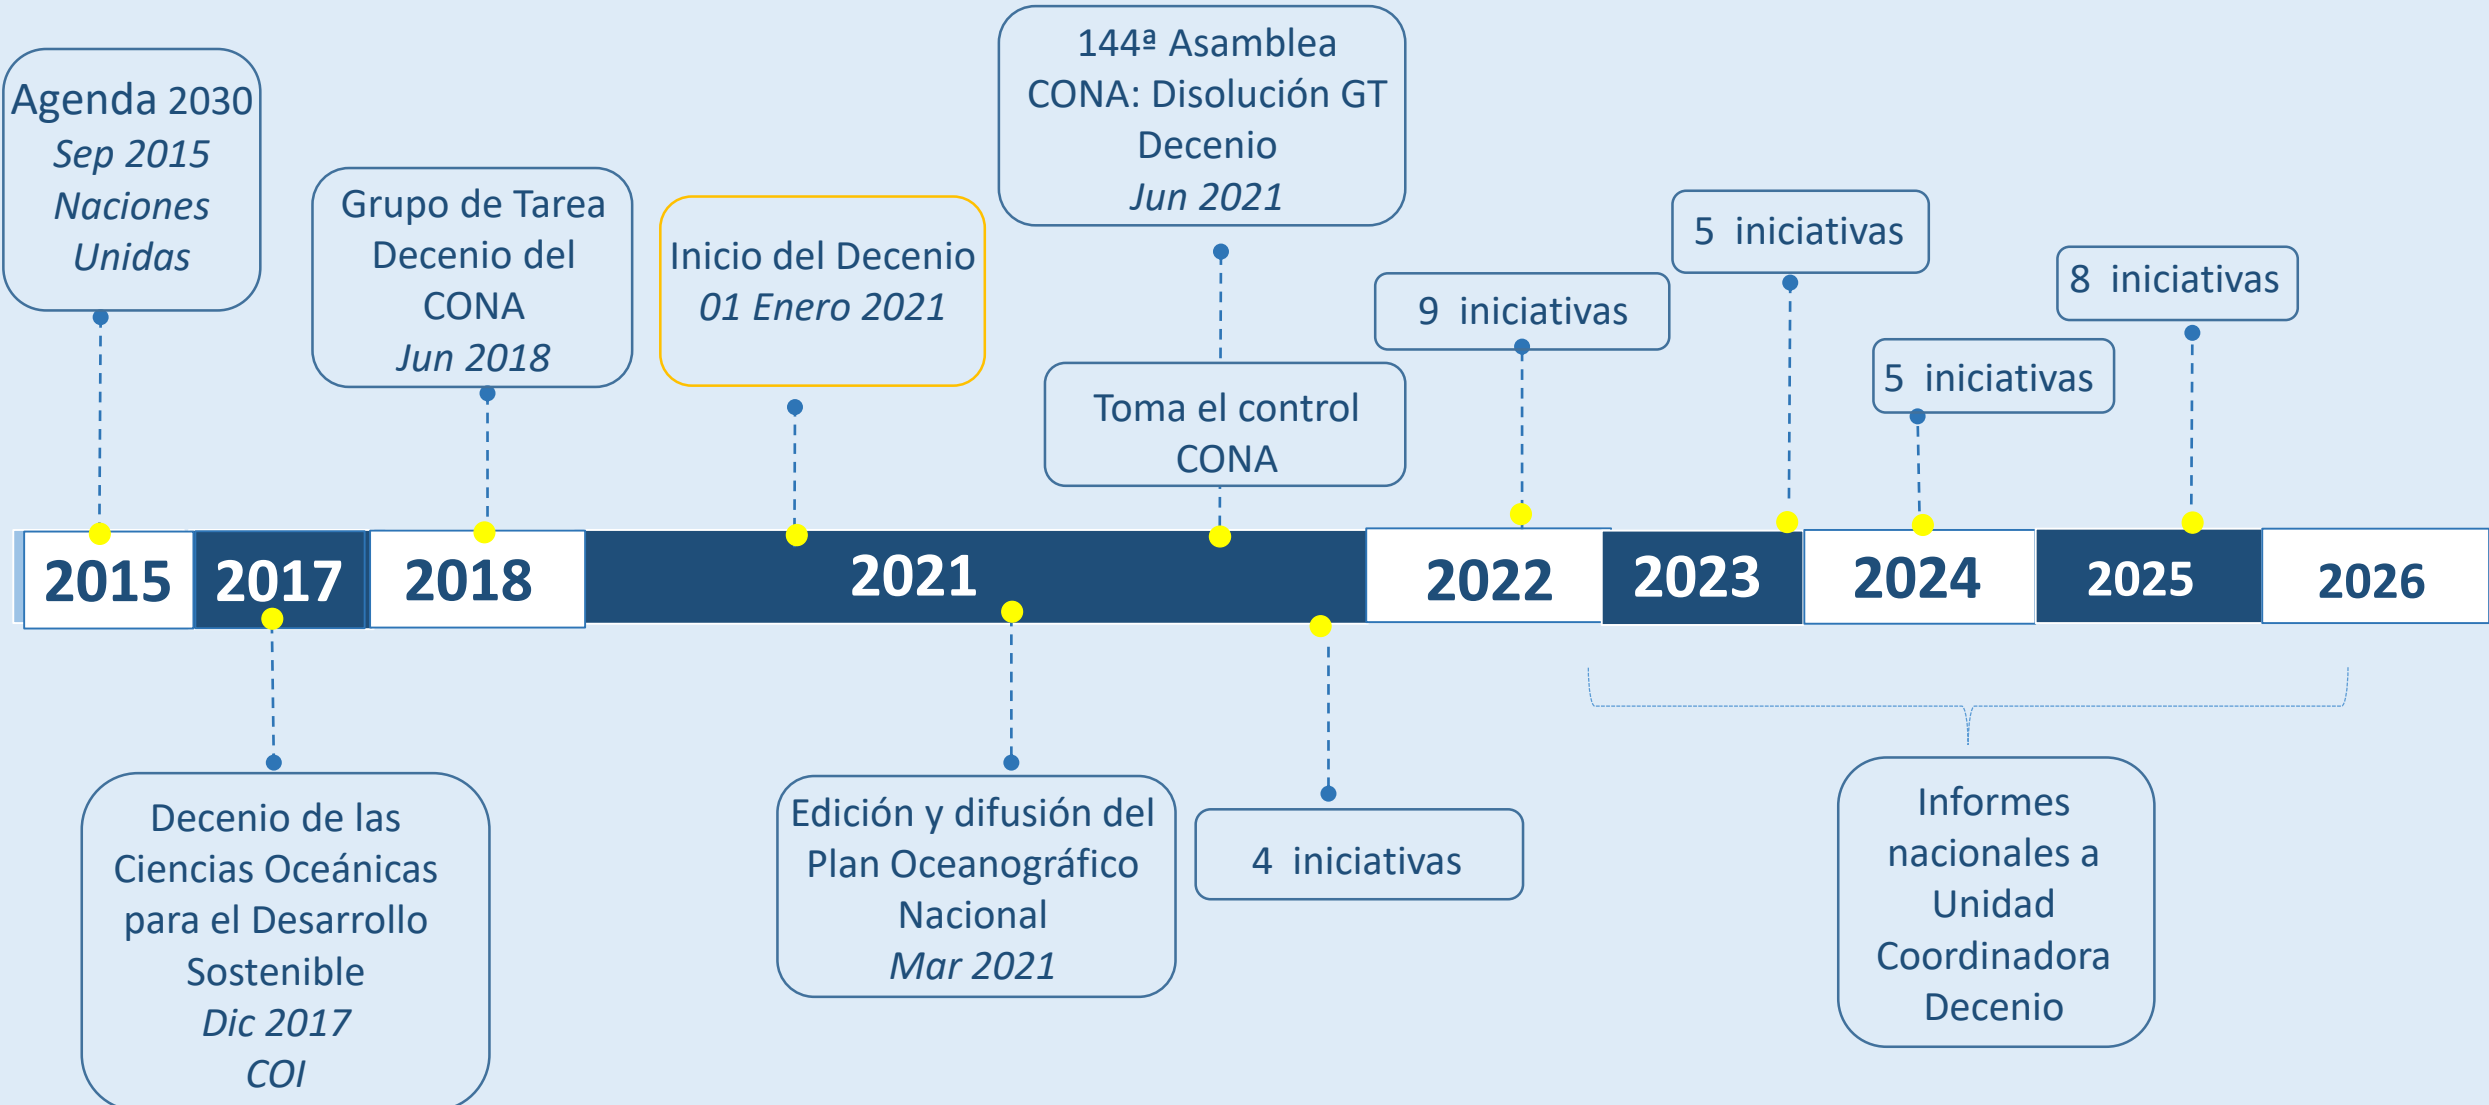 Agenda 2030
Sep 2015
Naciones
Unidas
Grupo de Tarea
Decenio del
CONA
Jun 2018
Inicio del Decenio
01 Enero 2021
144ª Asamblea
CONA: Disolución GT
Decenio
Jun 2021
Toma el control
CONA
9 iniciativas
5 iniciativas
5 iniciativas
8 iniciativas
2015
2017
2018
2021
2022
2023
2024
2025
2026
Decenio de las
Ciencias Oceánicas
para el Desarrollo
Sostenible
Dic 2017
COI
Edición y difusión del
Plan Oceanográfico
Nacional
Mar 2021
4 iniciativas
Informes
nacionales a
Unidad
Coordinadora
Decenio